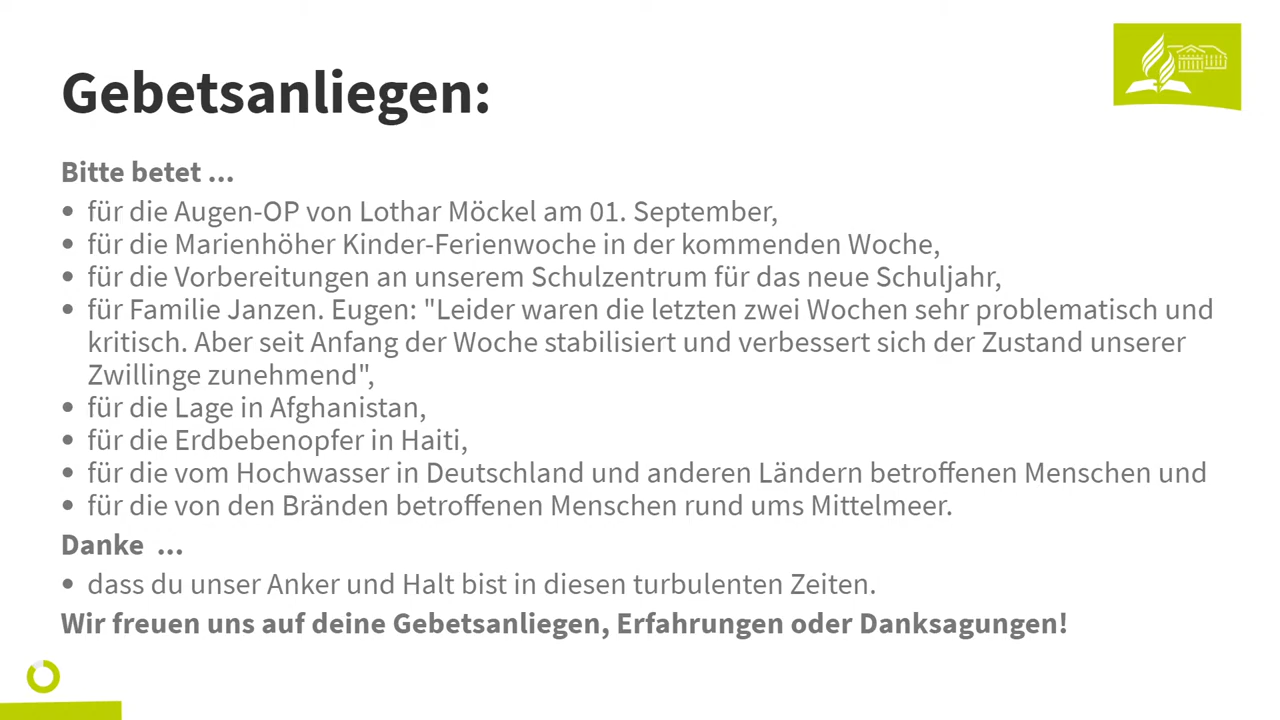 Gebetsanliegen:
Bitte betet ...
• für die Augen-OP von Lothar Möckel am 01. September,
• für die Marienhöher Kinder-Ferienwoche in der kommenden Woche,
• für die Vorbereitungen an unserem Schulzentrum für das neue Schuljahr,
• für Familie Janzen. Eugen: "Leider waren die letzten zwei Wochen sehr problematisch und
kritisch. Aber seit Anfang der Woche stabilisiert und verbessert sich der Zustand unserer
Zwillinge zunehmend",
• für die Lage in Afghanistan,
• für die Erdbebenopfer in Haiti,
• für die vom Hochwasser in Deutschland und anderen Ländern betroffenen Menschen und
• für die von den Bränden betroffenen Menschen rund ums Mittelmeer.
Danke  ...
• dass du unser Anker und Halt bist in diesen turbulenten Zeiten.
Wir freuen uns auf deine Gebetsanliegen, Erfahrungen oder Danksagungen!